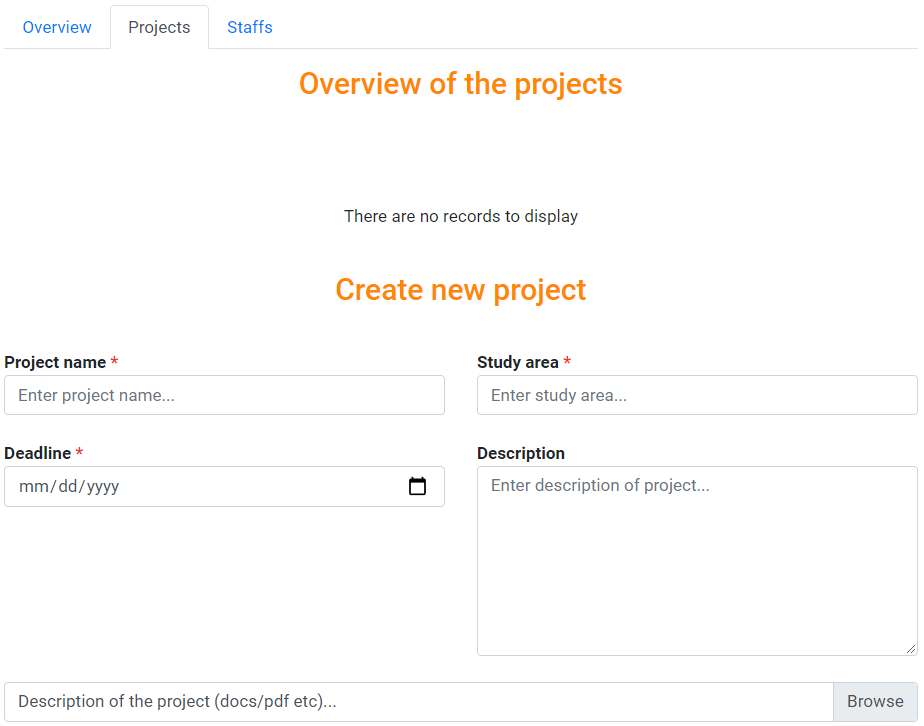 Overview Projects Staffs
Overview of the projects
There are no records to display
Create new project
Project name * Study area *
Enter project name... Enter study area...
Deadline * Description
mm/dd/yyyy Enter description of project...
Description of the project (docs/pdf etc)... Browse